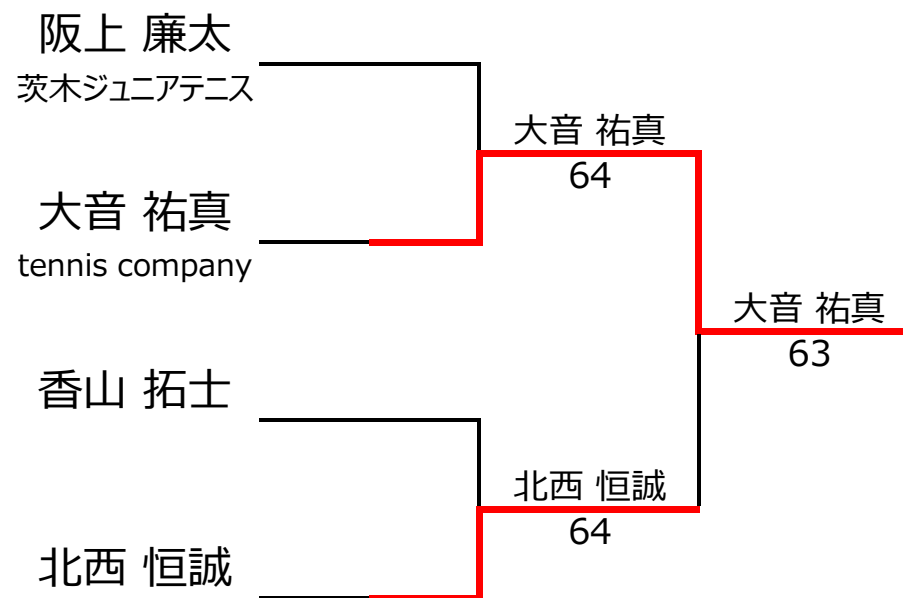 阪上 廉太
茨木ジュニアテニス
大音 祐真
64
大音 祐真
tennis company
大音 祐真
63
香山 拓士
北西 恒誠
64
北西 恒誠